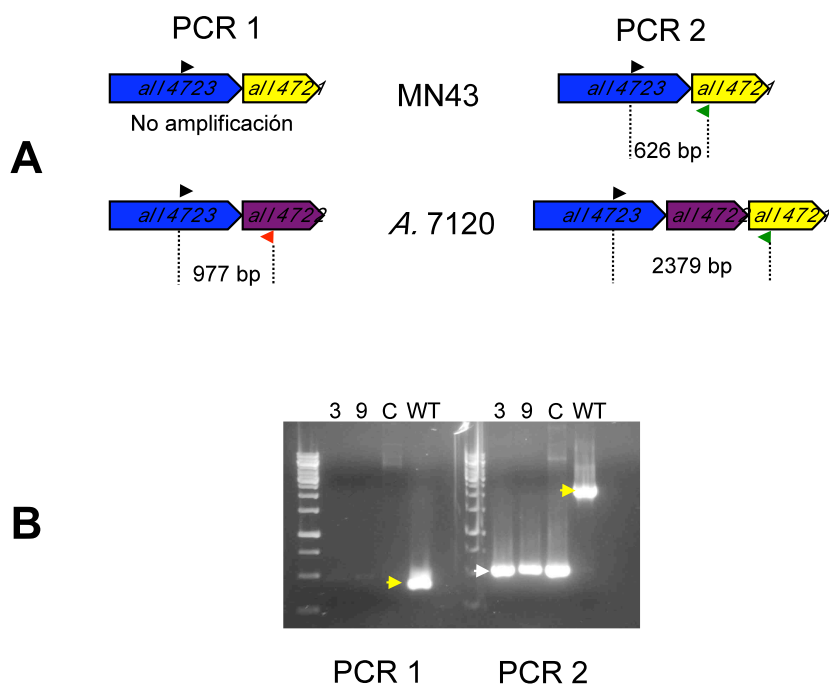 PCR 1
PCR 2
all4723
all4721
MN43
all4723
all4721
No amplificación
626 bp
A
all4723
all4722
A. 7120
all4723
all4722
all4721
977 bp
2379 bp
3 9 C WT
3 9 C WT
B
PCR 1
PCR 2